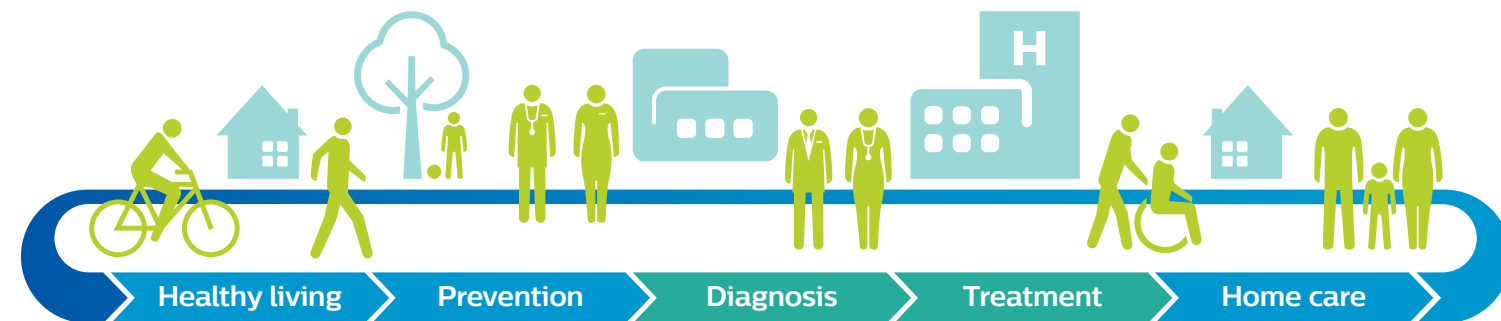 H
Healthy living
Prevention
Diagnosis
Treatment
Home care